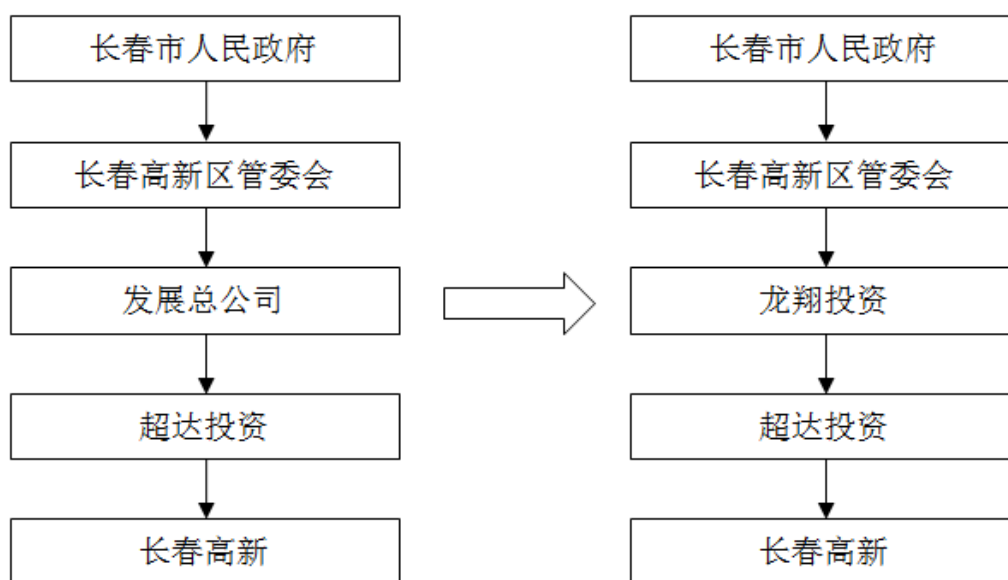 长春市人民政府
长春高新区管委会
发展总公司
超达投资
长春高新
长春市人民政府
长春高新区管委会
龙翔投资
超达投资
长春高新